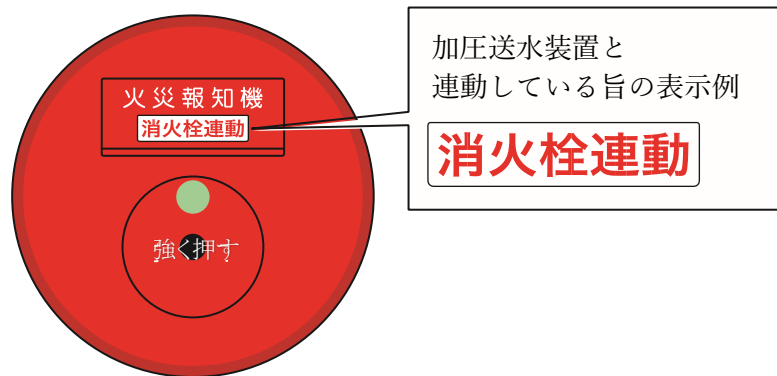 火災報知機
消火栓連動
強く押す
加圧送水装置と
連動している旨の表示例
消火栓連動